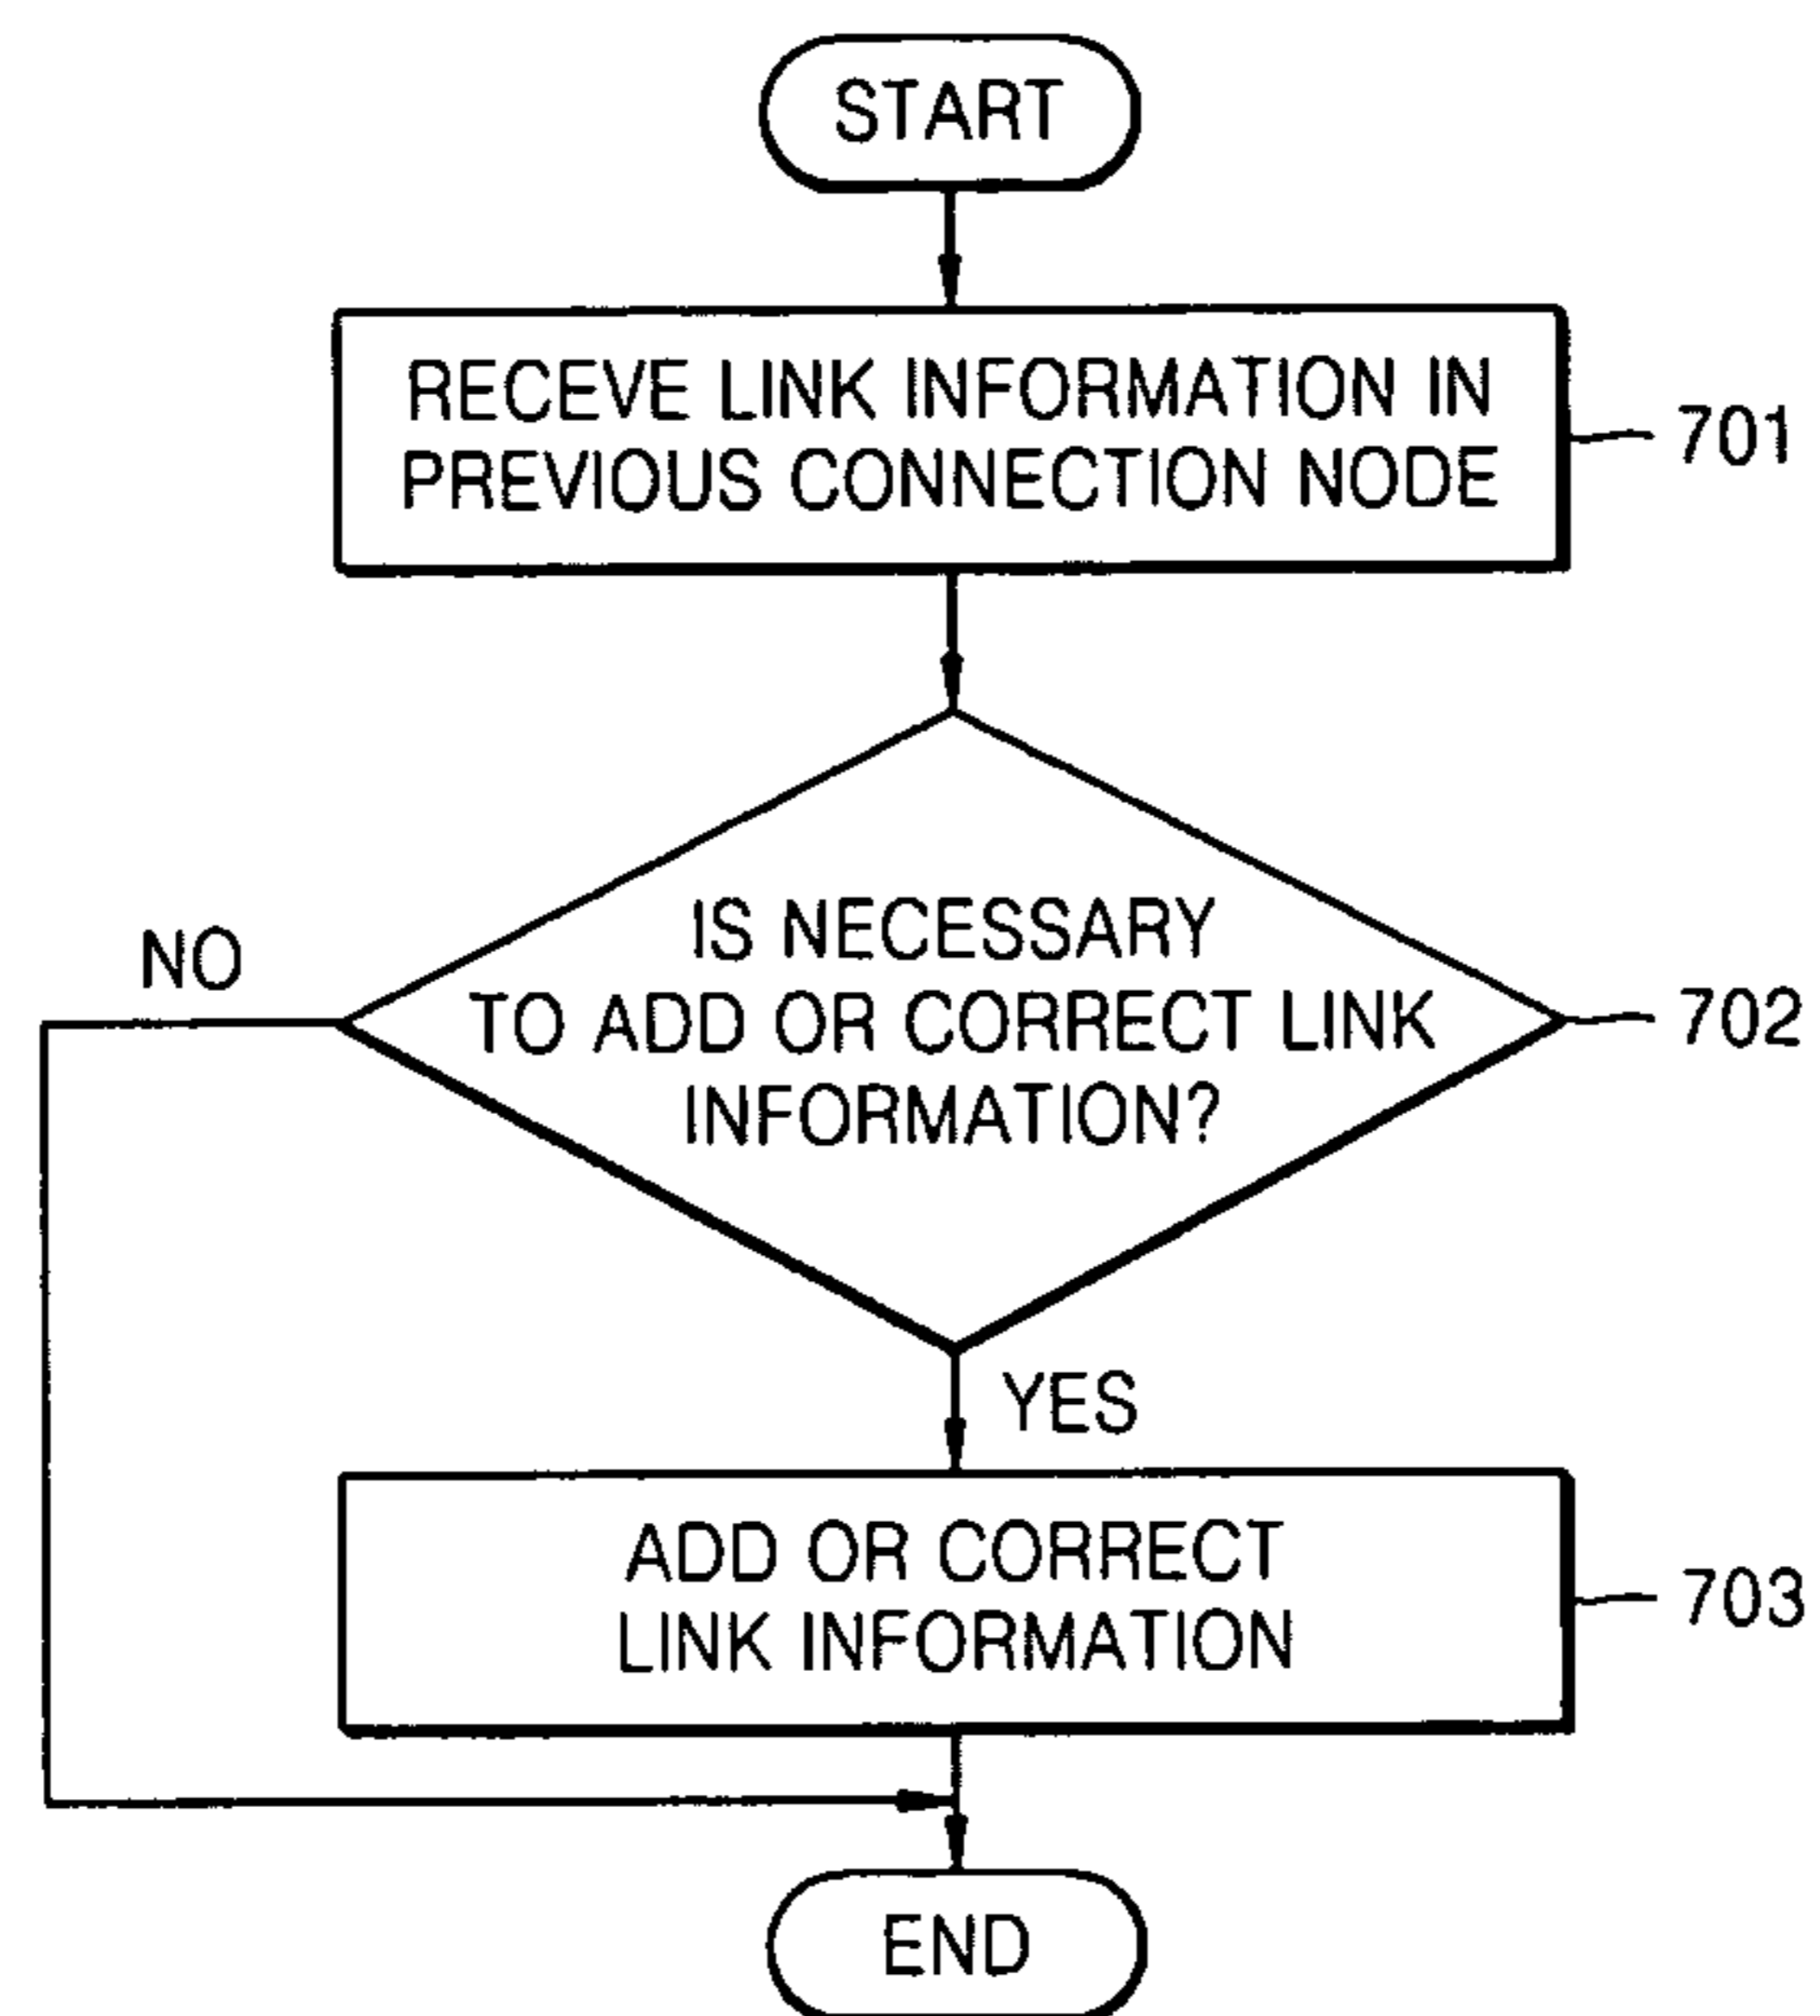 START
RECEVE LINK INFORMATION IN
PREVIOUS CONNECTION NODE
701
IS NECESSARY
TO ADD OR CORRECT LINK
INFORMATION?
702
NO
YES
ADD OR CORRECT
LINK INFORMATION
703
END